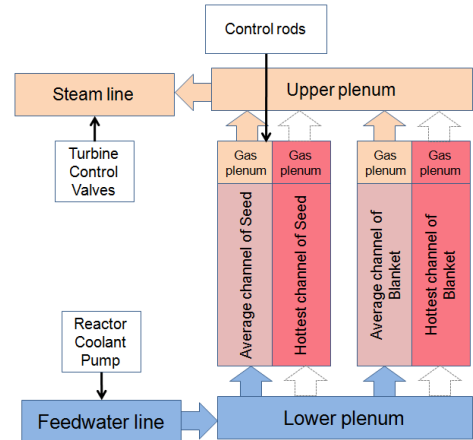 Control rods
Steam line
Upper plenum
Turbine
Control
Valves
Gas
plenum
Gas
plenum
Gas
plenum
Gas
plenum
Average channel of Seed
Hottest channel of Seed
Average channel of
Blanket
Hottest channel of
Blanket
Reactor
Coolant
Pump
Feedwater line
Lower plenum